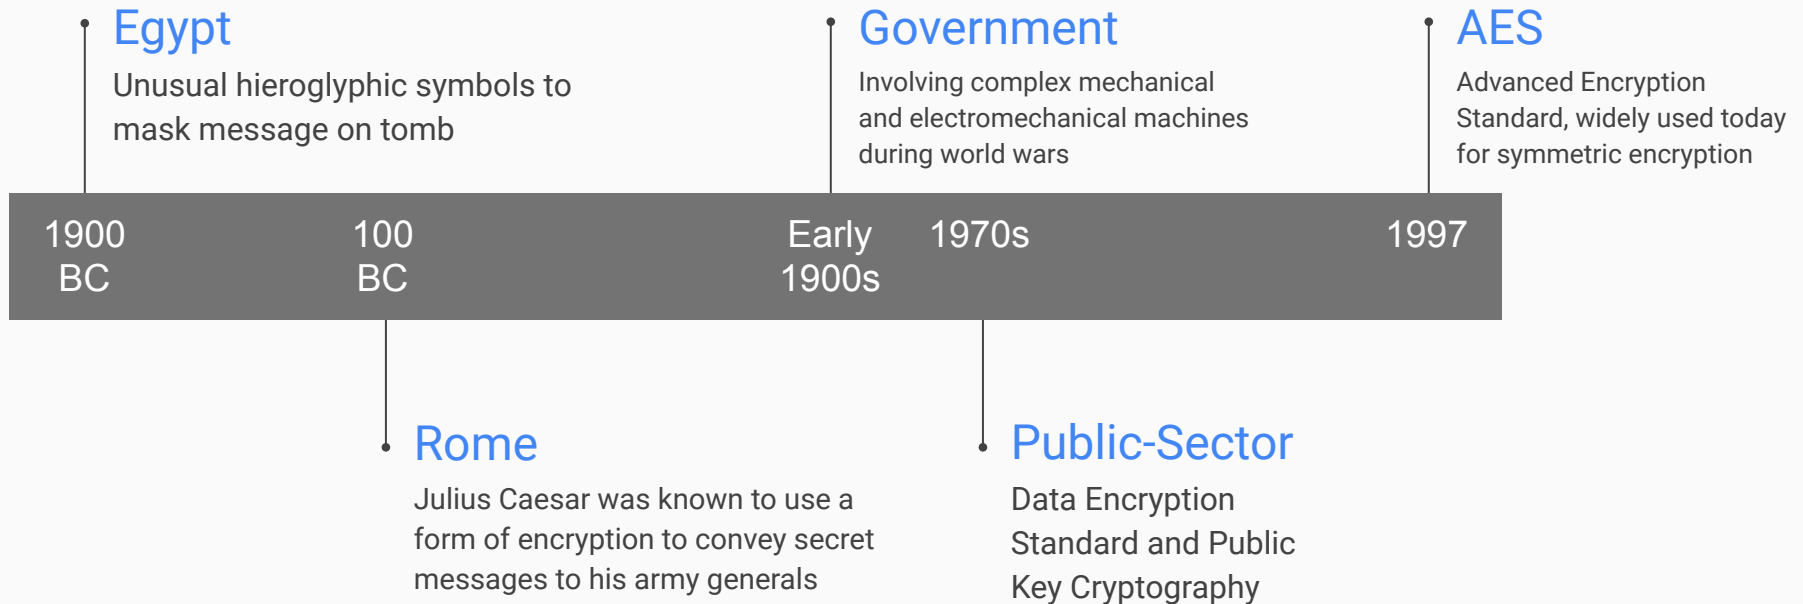 Egypt
Unusual hieroglyphic symbols to
mask message on tomb
Government
Involving complex mechanical
and electromechanical machines
during world wars
AES
Advanced Encryption
Standard, widely used today
for symmetric encryption
1900
BC
100
BC
Early
1900s
1970s
1997
Rome
Julius Caesar was known to use a
form of encryption to convey secret
messages to his army generals
Public-Sector
Data Encryption
Standard and Public
Key Cryptography